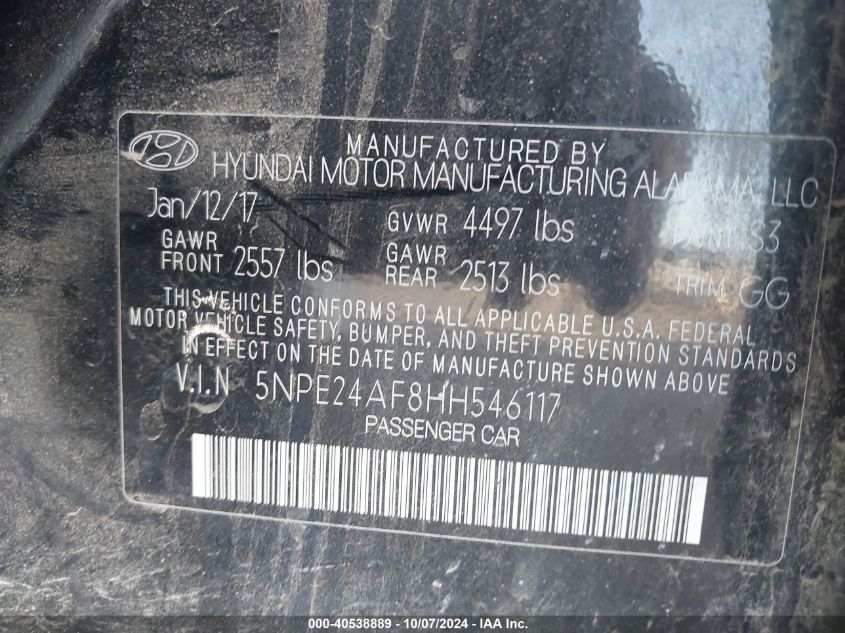 MANUFACTURED BY
HYUNDAI MOTOR MANUFACTURING ALABAMA, LLC
Jan/12/17 GVWR 4497 lbs S3
GAWR FRONT 2557 lbs GAWR REAR 2513 lbs TRIM GG
THIS VEHICLE CONFORMS TO ALL APPLICABLE U.S.A. FEDERAL
MOTOR VEHICLE SAFETY, BUMPER, AND THEFT PREVENTION STANDARDS
IN EFFECT ON THE DATE OF MANUFACTURE SHOWN ABOVE
V.I.N 5NPE24AF8HH546117
PASSENGER CAR
000-40538889 - 10/07/2024 - IAA Inc.